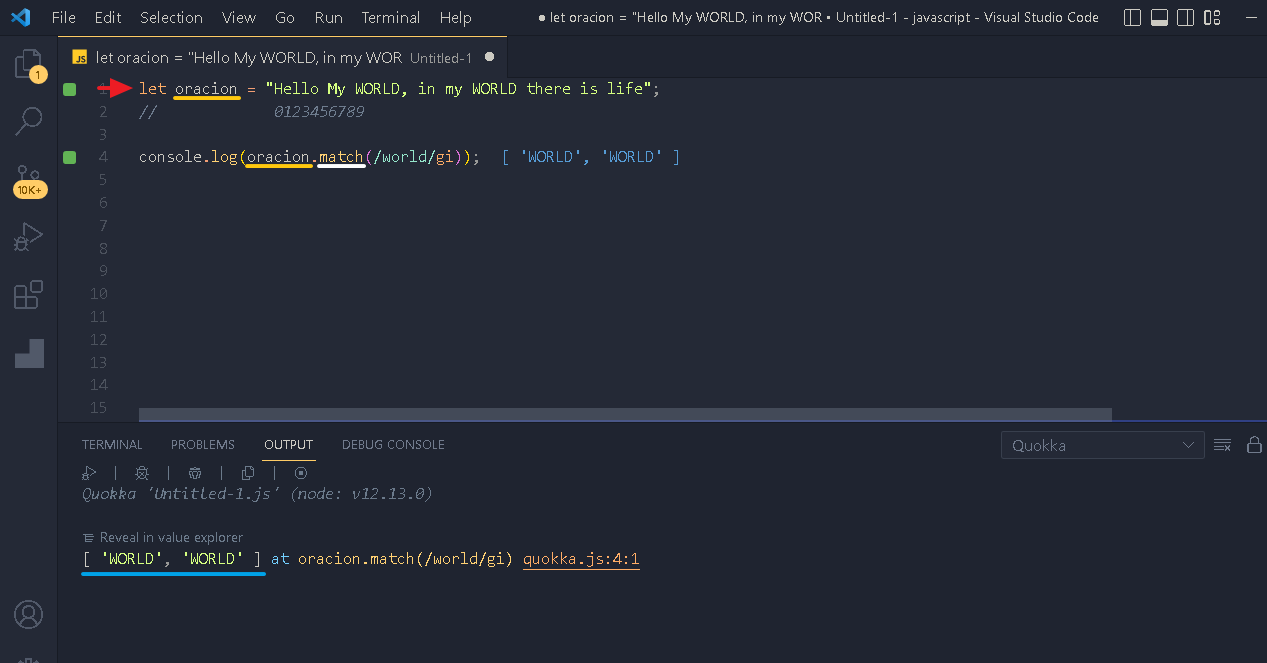 File Edit Selection View Go Run Terminal Help ● let oracion = "Hello My WORLD, in my WOR • Untitled-1 - javascript - Visual Studio Code
JS let oracion = "Hello My WORLD, in my WOR Untitled-1 ●
1
1 let oracion = "Hello My WORLD, in my WORLD there is life";
2 // 0123456789
3
4 console.log(oracion.match(/world/gi)); [ 'WORLD', 'WORLD' ]
5
10K+
6
7
8
9
10
11
12
13
14
15
TERMINAL PROBLEMS OUTPUT DEBUG CONSOLE Quokka
Quokka 'Untitled-1.js' (node: v12.13.0)
Reveal in value explorer
[ 'WORLD', 'WORLD' ] at oracion.match(/world/gi) quokka.js:4:1